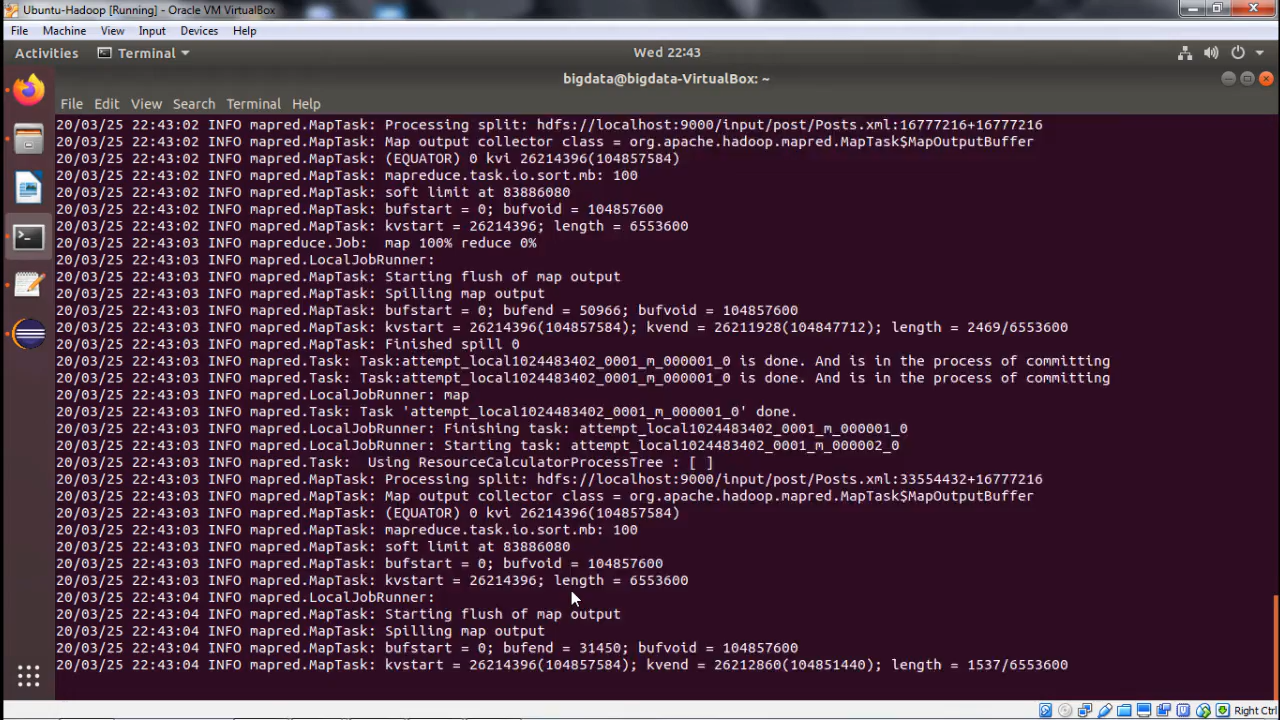 Ubuntu-Hadoop [Running] - Oracle VM VirtualBox
File Machine View Input Devices Help
Activities Terminal Wed 22:43
bigdata@bigdata-VirtualBox: ~
File Edit View Search Terminal Help
20/03/25 22:43:02 INFO mapred.MapTask: Processing split: hdfs://localhost:9000/input/post/Posts.xml:16777216+16777216
20/03/25 22:43:02 INFO mapred.MapTask: Map output collector class = org.apache.hadoop.mapred.MapTask$MapOutputBuffer
20/03/25 22:43:02 INFO mapred.MapTask: (EQUATOR) 0 kvi 26214396(104857584)
20/03/25 22:43:02 INFO mapred.MapTask: mapreduce.task.io.sort.mb: 100
20/03/25 22:43:02 INFO mapred.MapTask: soft limit at 83886080
20/03/25 22:43:02 INFO mapred.MapTask: bufstart = 0; bufvoid = 104857600
20/03/25 22:43:02 INFO mapred.MapTask: kvstart = 26214396; length = 6553600
20/03/25 22:43:03 INFO mapreduce.Job:  map 100% reduce 0%
20/03/25 22:43:03 INFO mapred.LocalJobRunner:
20/03/25 22:43:03 INFO mapred.MapTask: Starting flush of map output
20/03/25 22:43:03 INFO mapred.MapTask: Spilling map output
20/03/25 22:43:03 INFO mapred.MapTask: bufstart = 0; bufend = 50966; bufvoid = 104857600
20/03/25 22:43:03 INFO mapred.MapTask: kvstart = 26214396(104857584); kvend = 26211928(104847712); length = 2469/6553600
20/03/25 22:43:03 INFO mapred.MapTask: Finished spill 0
20/03/25 22:43:03 INFO mapred.Task: Task:attempt_local1024483402_0001_m_000001_0 is done. And is in the process of committing
20/03/25 22:43:03 INFO mapred.Task: Task:attempt_local1024483402_0001_m_000001_0 is done. And is in the process of committing
20/03/25 22:43:03 INFO mapred.LocalJobRunner: map
20/03/25 22:43:03 INFO mapred.Task: Task 'attempt_local1024483402_0001_m_000001_0' done.
20/03/25 22:43:03 INFO mapred.LocalJobRunner: Finishing task: attempt_local1024483402_0001_m_000001_0
20/03/25 22:43:03 INFO mapred.LocalJobRunner: Starting task: attempt_local1024483402_0001_m_000002_0
20/03/25 22:43:03 INFO mapred.Task:  Using ResourceCalculatorProcessTree : [ ]
20/03/25 22:43:03 INFO mapred.MapTask: Processing split: hdfs://localhost:9000/input/post/Posts.xml:33554432+16777216
20/03/25 22:43:03 INFO mapred.MapTask: Map output collector class = org.apache.hadoop.mapred.MapTask$MapOutputBuffer
20/03/25 22:43:03 INFO mapred.MapTask: (EQUATOR) 0 kvi 26214396(104857584)
20/03/25 22:43:03 INFO mapred.MapTask: mapreduce.task.io.sort.mb: 100
20/03/25 22:43:03 INFO mapred.MapTask: soft limit at 83886080
20/03/25 22:43:03 INFO mapred.MapTask: bufstart = 0; bufvoid = 104857600
20/03/25 22:43:03 INFO mapred.MapTask: kvstart = 26214396; length = 6553600
20/03/25 22:43:04 INFO mapred.LocalJobRunner:
20/03/25 22:43:04 INFO mapred.MapTask: Starting flush of map output
20/03/25 22:43:04 INFO mapred.MapTask: Spilling map output
20/03/25 22:43:04 INFO mapred.MapTask: bufstart = 0; bufend = 31450; bufvoid = 104857600
20/03/25 22:43:04 INFO mapred.MapTask: kvstart = 26214396(104857584); kvend = 26212860(104851440); length = 1537/6553600
Right Ctrl